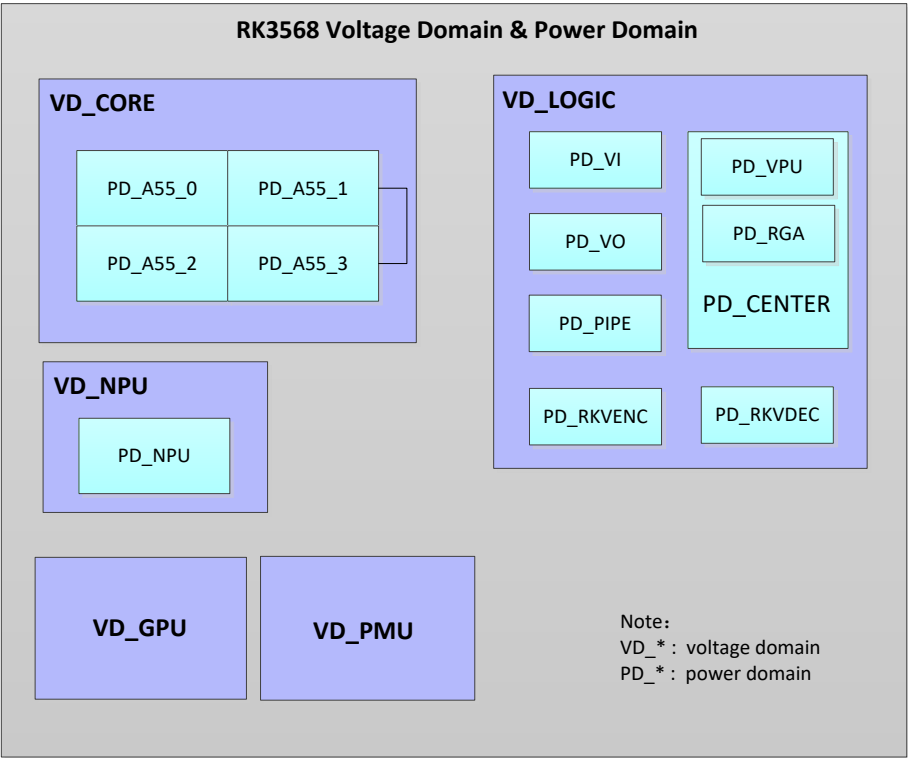 RK3568 Voltage Domain & Power Domain
VD_CORE
PD_A55_0
PD_A55_1
PD_A55_2
PD_A55_3
VD_LOGIC
PD_VI
PD_VPU
PD_VO
PD_RGA
PD_CENTER
PD_PIPE
PD_RKVENC
PD_RKVDEC
VD_NPU
PD_NPU
VD_GPU
VD_PMU
Note：
VD_* : voltage domain
PD_* : power domain